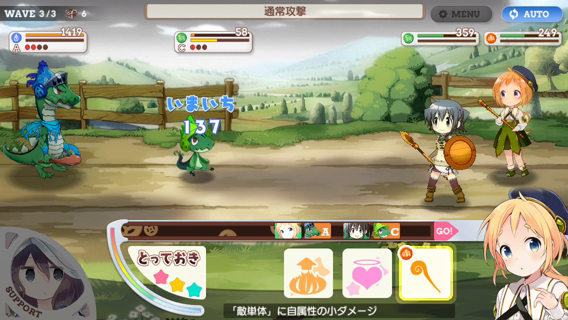 WAVE 3/3 6
通常攻撃
MENU
AUTO
1419
A
58
C
359
249
いまいち
137
A
C
GO!
とっておき
SUPPORT
「敵単体」に自属性の小ダメージ